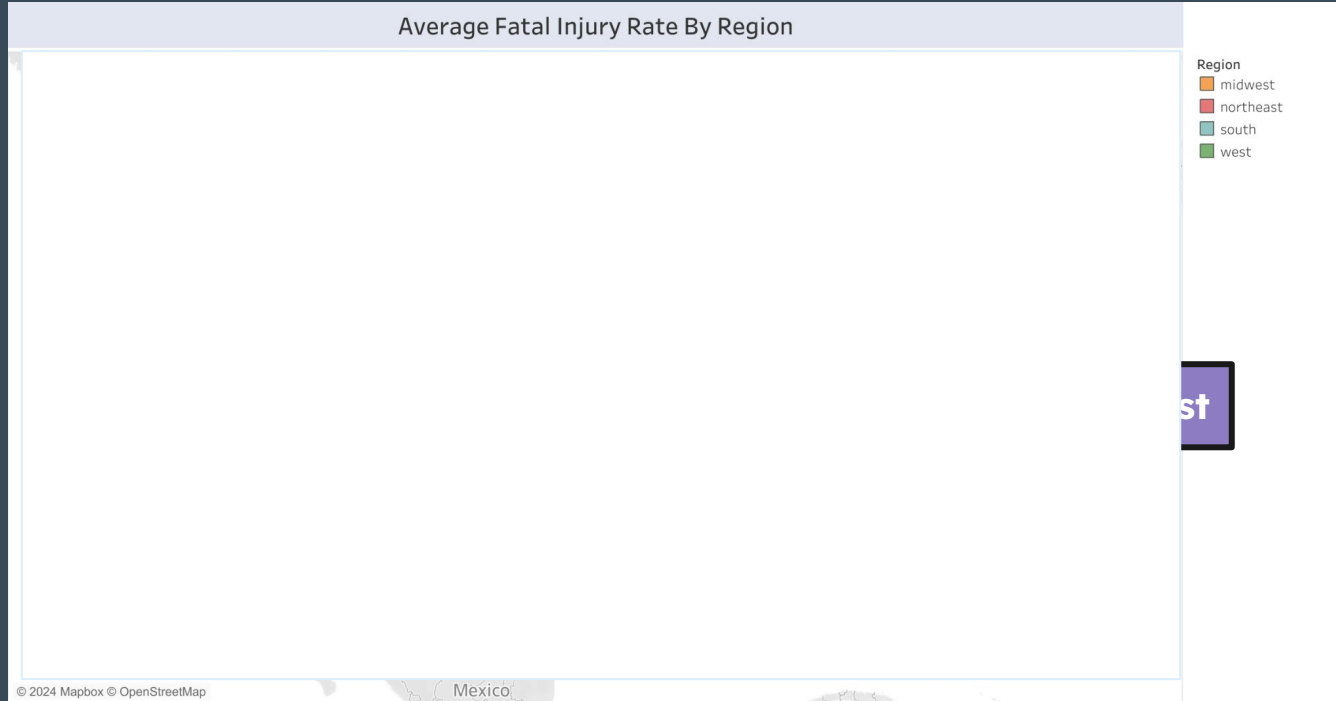 Average Fatal Injury Rate By Region
Region
midwest
northeast
south
west
st
© 2024 Mapbox © OpenStreetMap
Mexico